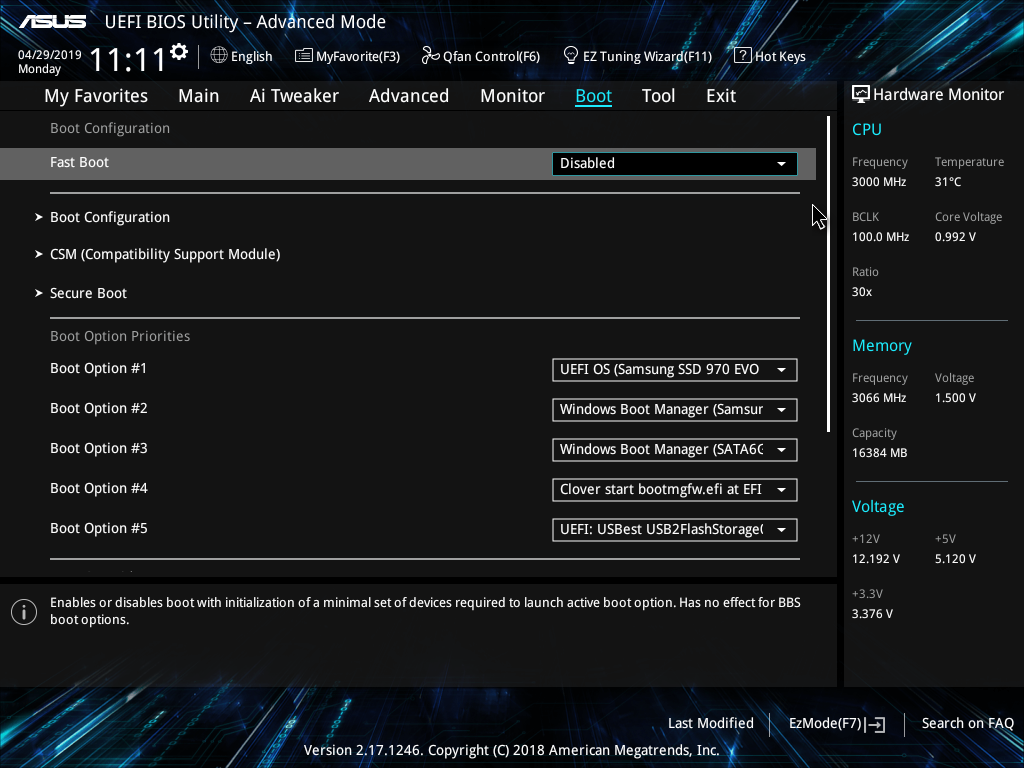 ASUS UEFI BIOS Utility – Advanced Mode
04/29/2019
Monday
11:11
English
MyFavorite(F3)
Qfan Control(F6)
EZ Tuning Wizard(F11)
? Hot Keys
My Favorites Main Ai Tweaker Advanced Monitor Boot Tool Exit
Boot Configuration
Fast Boot Disabled
Boot Configuration
CSM (Compatibility Support Module)
Secure Boot
Boot Option Priorities
Boot Option #1 UEFI OS (Samsung SSD 970 EVO
Boot Option #2 Windows Boot Manager (Samsur
Boot Option #3 Windows Boot Manager (SATA6G
Boot Option #4 Clover start bootmgfw.efi at EFI
Boot Option #5 UEFI: USBest USB2FlashStorage(
i
Enables or disables boot with initialization of a minimal set of devices required to launch active boot option. Has no effect for BBS
boot options.
Hardware Monitor
CPU
Frequency Temperature
3000 MHz 31°C
BCLK Core Voltage
100.0 MHz 0.992 V
Ratio
30x
Memory
Frequency Voltage
3066 MHz 1.500 V
Capacity
16384 MB
Voltage
+12V +5V
12.192 V 5.120 V
+3.3V
3.376 V
Last Modified EzMode(F7) Search on FAQ
Version 2.17.1246. Copyright (C) 2018 American Megatrends, Inc.